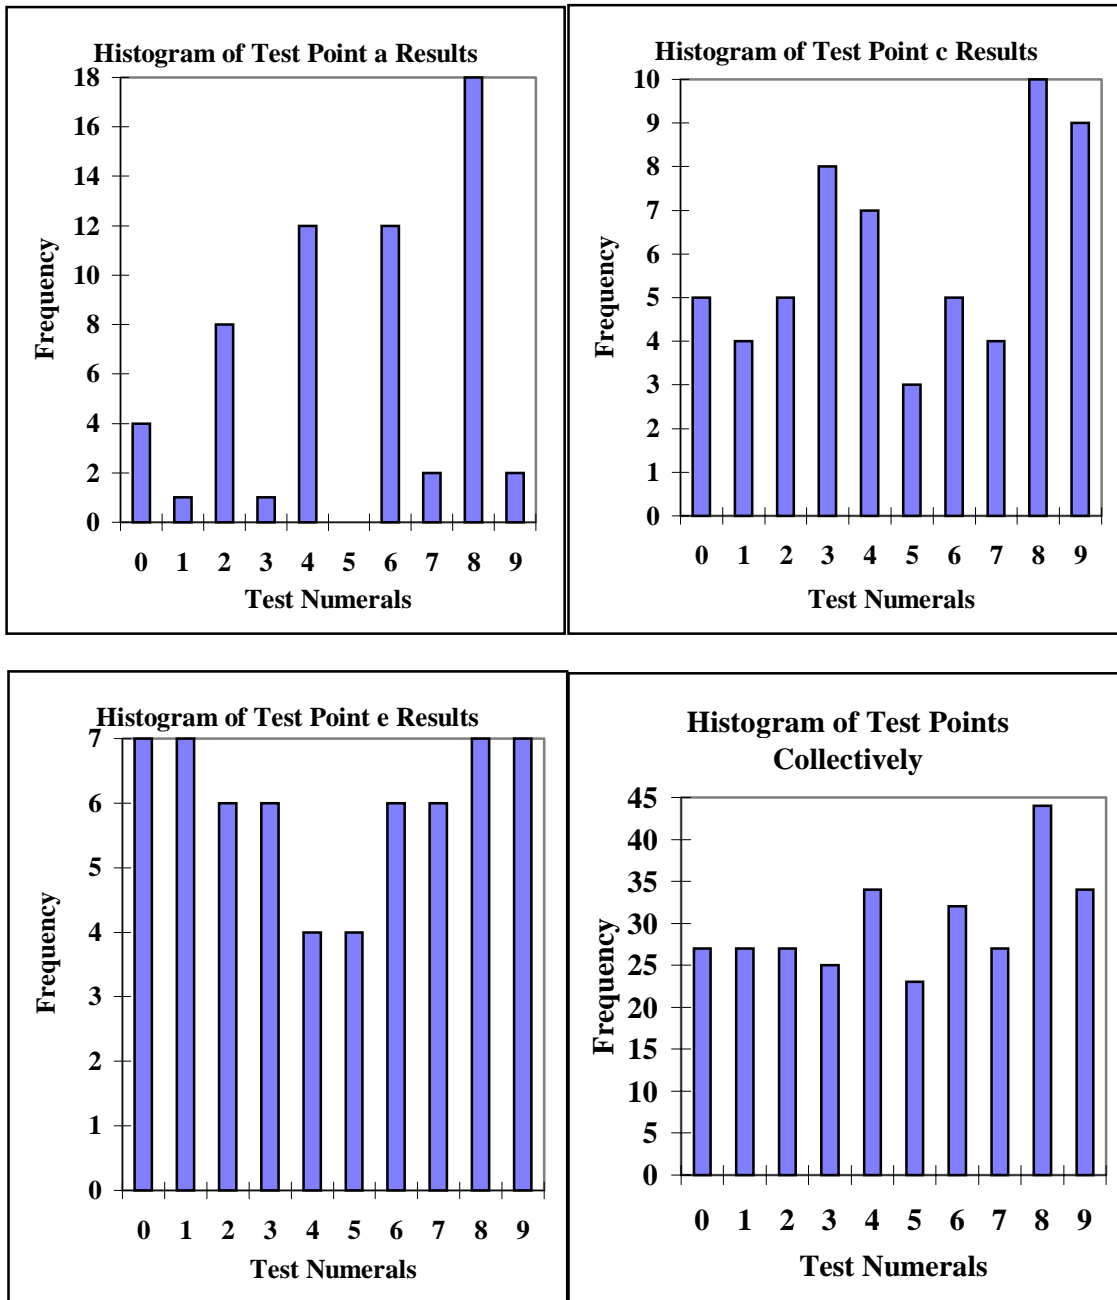 Histogram of Test Point a Results
18
16
14
12
10
8
6
4
2
0
Frequency
0 1 2 3 4 5 6 7 8 9
Test Numerals
Histogram of Test Point c Results
10
9
8
7
6
5
4
3
2
1
0
Frequency
0 1 2 3 4 5 6 7 8 9
Test Numerals
Histogram of Test Point e Results
7
6
5
4
3
2
1
0
Frequency
0 1 2 3 4 5 6 7 8 9
Test Numerals
Histogram of Test Points
Collectively
45
40
35
30
25
20
15
10
5
0
Frequency
0 1 2 3 4 5 6 7 8 9
Test Numerals